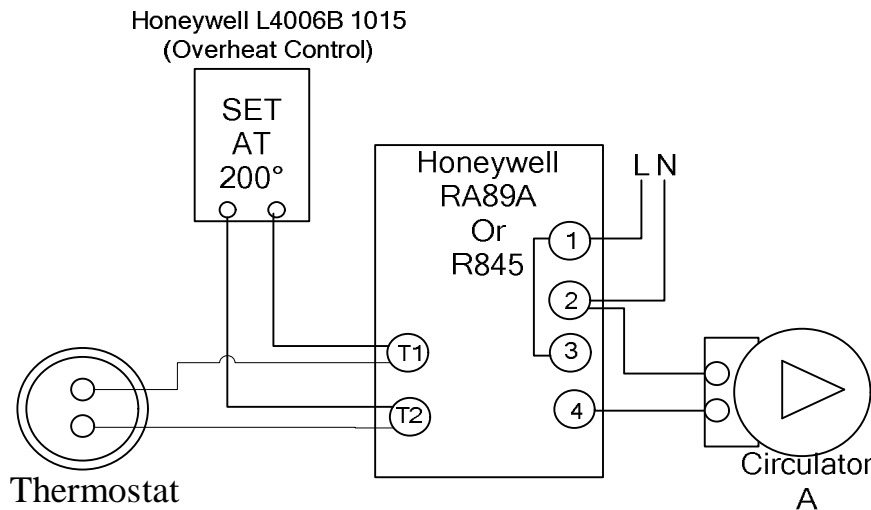 Honeywell L4006B 1015
(Overheat Control)
SET
AT
200°
Honeywell
RA89A
Or
R845
L N
1
2
3
4
T1
T2
Thermostat
Circulator
A